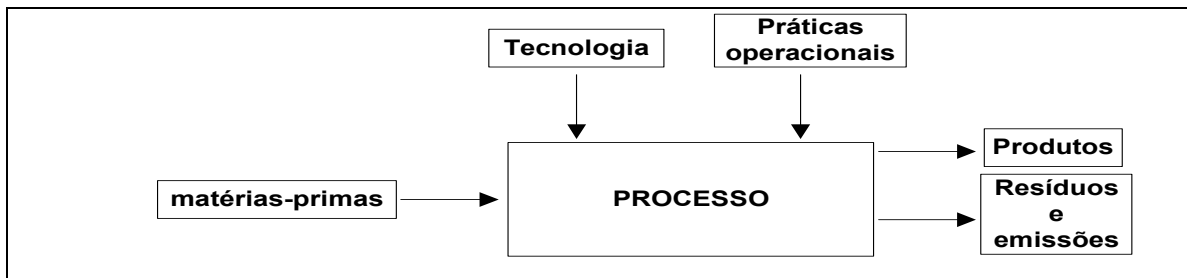 Tecnologia
Práticas
operacionais
matérias-primas
PROCESSO
Produtos
Resíduos
e
emissões